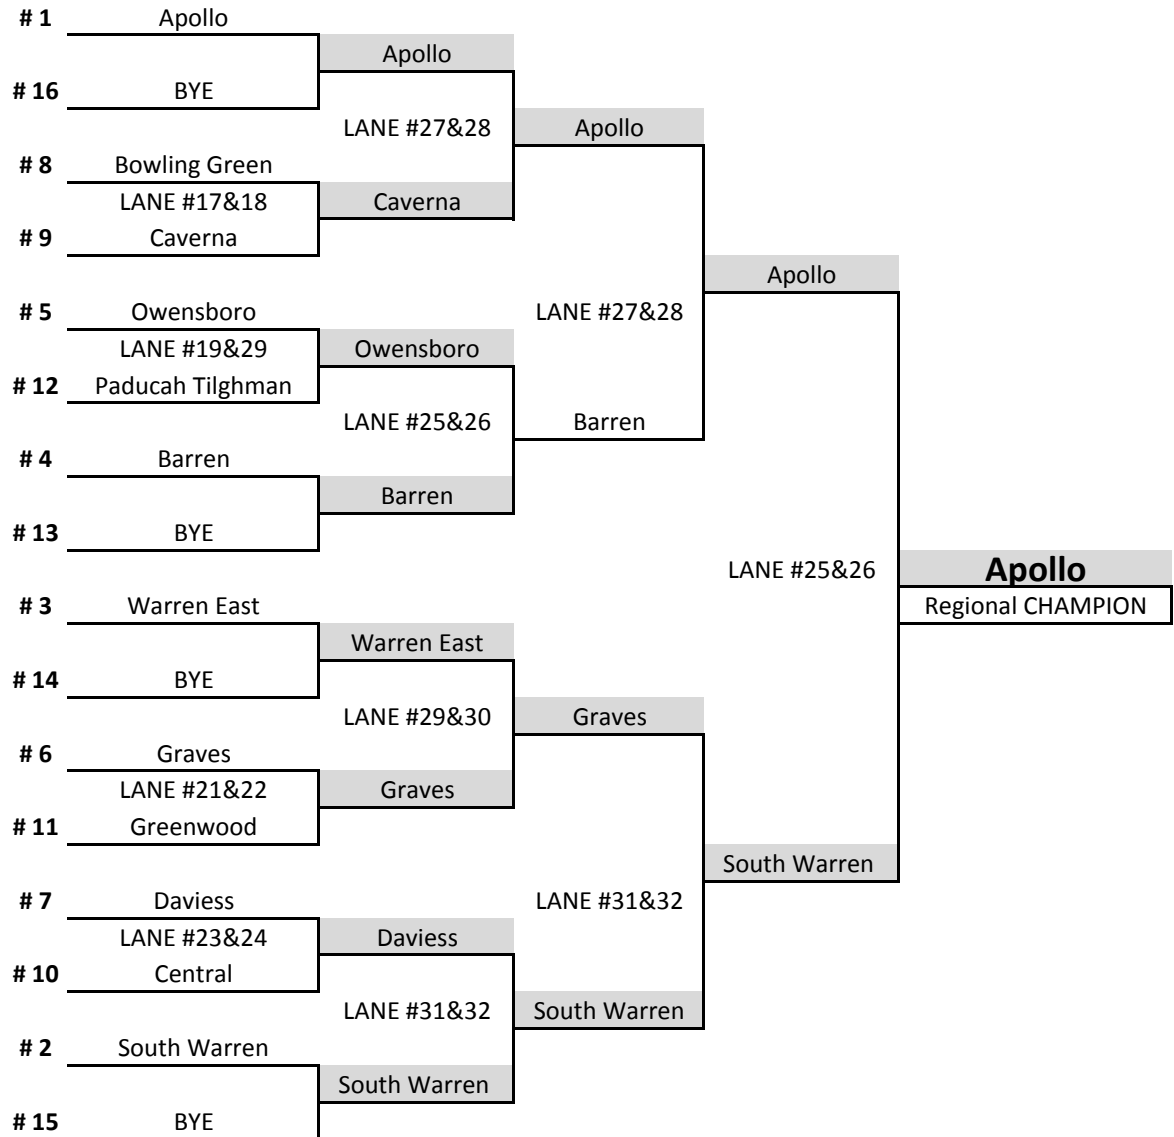 # 1 Apollo
Apollo
# 16 BYE
LANE #27&28 Apollo
# 8 Bowling Green
LANE #17&18 Caverna
# 9 Caverna
Apollo
# 5 Owensboro LANE #27&28
LANE #19&29 Owensboro
# 12 Paducah Tilghman
LANE #25&26 Barren
# 4 Barren
Barren
# 13 BYE
LANE #25&26 Apollo
# 3 Warren East Regional CHAMPION
Warren East
# 14 BYE
LANE #29&30 Graves
# 6 Graves
LANE #21&22 Graves
# 11 Greenwood
South Warren
# 7 Daviess LANE #31&32
LANE #23&24 Daviess
# 10 Central
LANE #31&32 South Warren
# 2 South Warren
South Warren
# 15 BYE